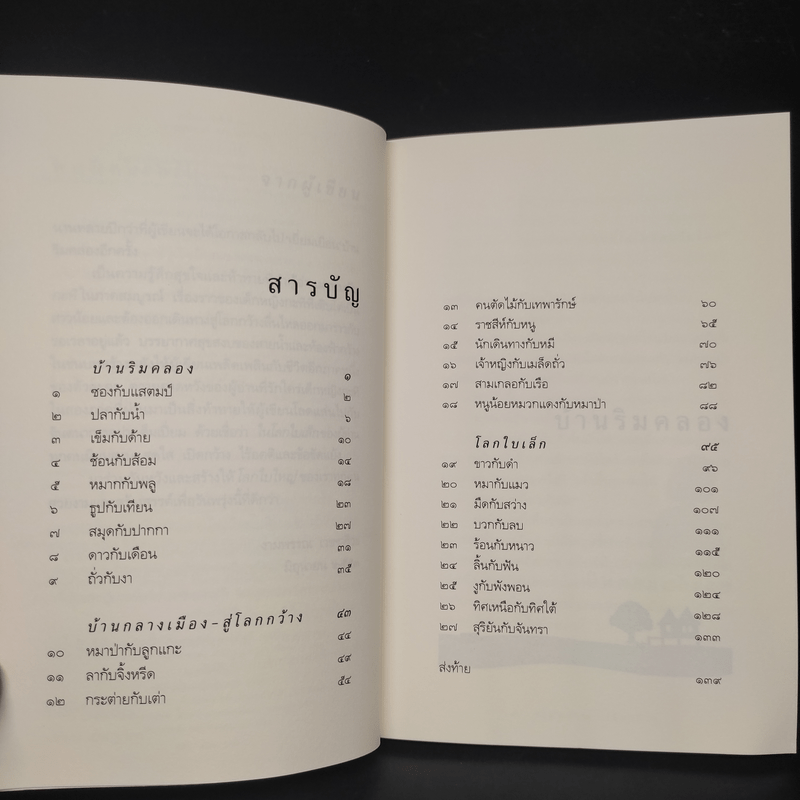 สารบัญ
บ้านริมคลอง ๑
๑ ซองกับแสตมป์ ๒
๒ ปลากับน้ำ ๖
๓ เข็มกับด้าย ๑๐
๔ ช้อนกับส้อม ๑๔
๕ หมากกับพลู ๑๘
๖ ธูปกับเทียน ๒๓
๗ สมุดกับปากกา ๒๗
๘ ดาวกับเดือน ๓๑
๙ ถั่วกับงา ๓๕
บ้านกลางเมือง-สู่โลกกว้าง ๔๓
๑๐ หมาป่ากับลูกแกะ ๔๔
๑๑ ลากับจิ้งหรีด ๔๙
๑๒ กระต่ายกับเต่า ๕๔
๑๓ คนตัดไม้กับเทพารักษ์ ๖๐
๑๔ ราชสีห์กับหนู ๖๕
๑๕ นักเดินทางกับหมี ๗๐
๑๖ เจ้าหญิงกับเมล็ดถั่ว ๗๖
๑๗ สามเกลอกับเรือ ๘๒
๑๘ หนูน้อยหมวกแดงกับหมาป่า ๘๘
โลกใบเล็ก ๙๕
๑๙ ขาวกับดำ ๙๖
๒๐ หมากับแมว ๑๐๑
๒๑ มืดกับสว่าง ๑๐๗
๒๒ บวกกับลบ ๑๑๑
๒๓ ร้อนกับหนาว ๑๑๕
๒๔ ลิ้นกับฟัน ๑๒๐
๒๕ งูกับพังพอน ๑๒๔
๒๖ ทิศเหนือกับทิศใต้ ๑๒๘
๒๗ สุริยันกับจันทรา ๑๓๓
ส่งท้าย ๑๓๙
บ้านริมคลอง